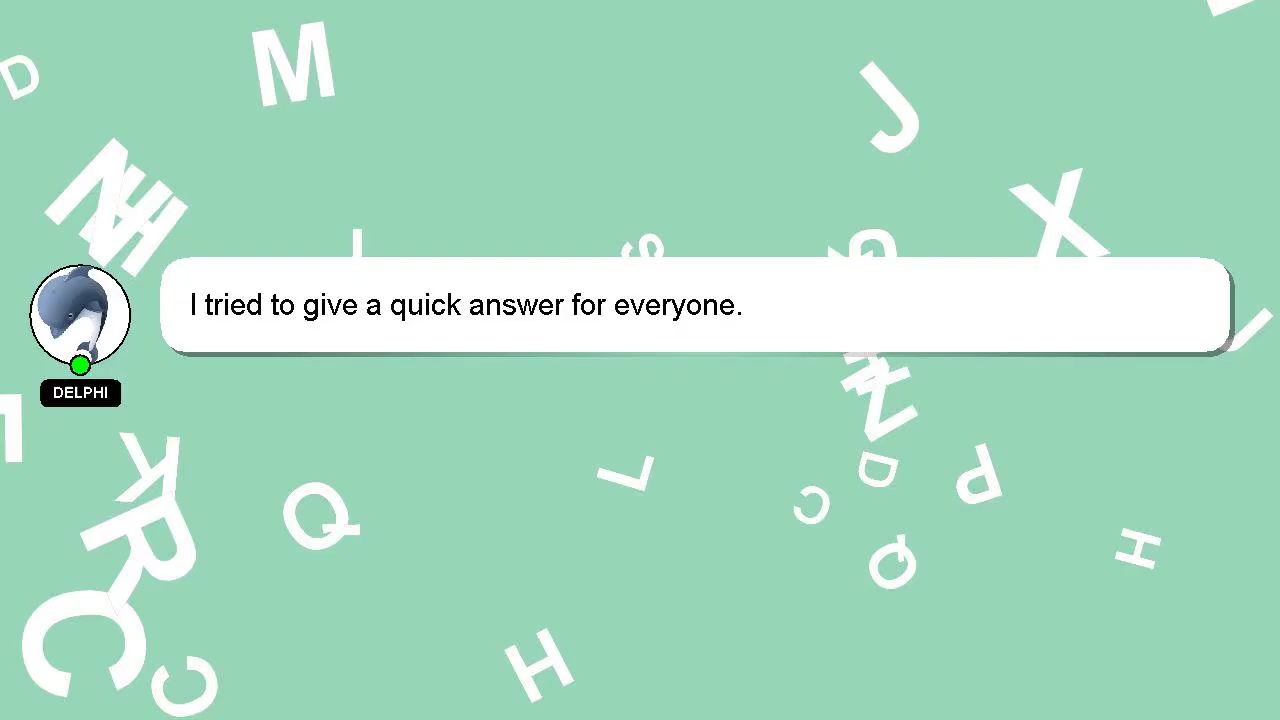 D
M
J
N
H
X
I
S
G
I tried to give a quick answer for everyone.
DELPHI
Z
L
D
P
C
Q
R
Q
H
C
C
H